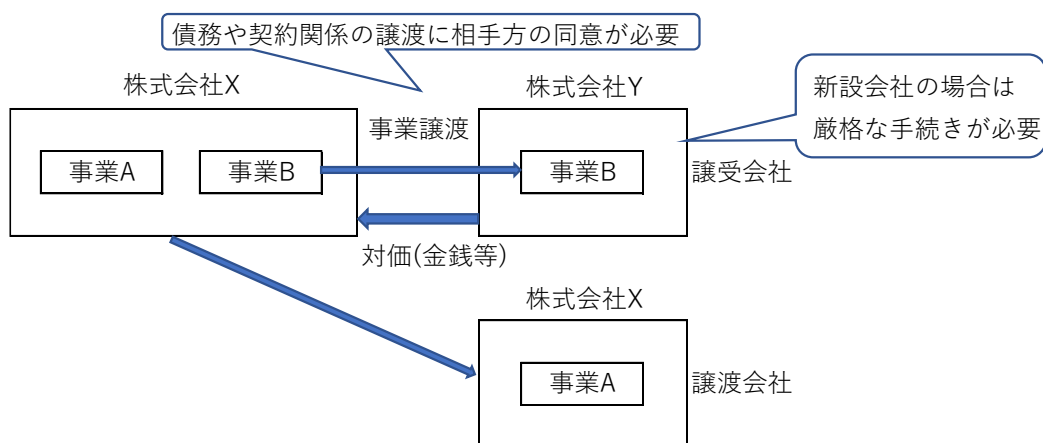 債務や契約関係の譲渡に相手方の同意が必要
株式会社X
株式会社Y
新設会社の場合は
厳格な手続きが必要
事業譲渡
事業A
事業B
事業B
譲受会社
対価(金銭等)
株式会社X
事業A
譲渡会社